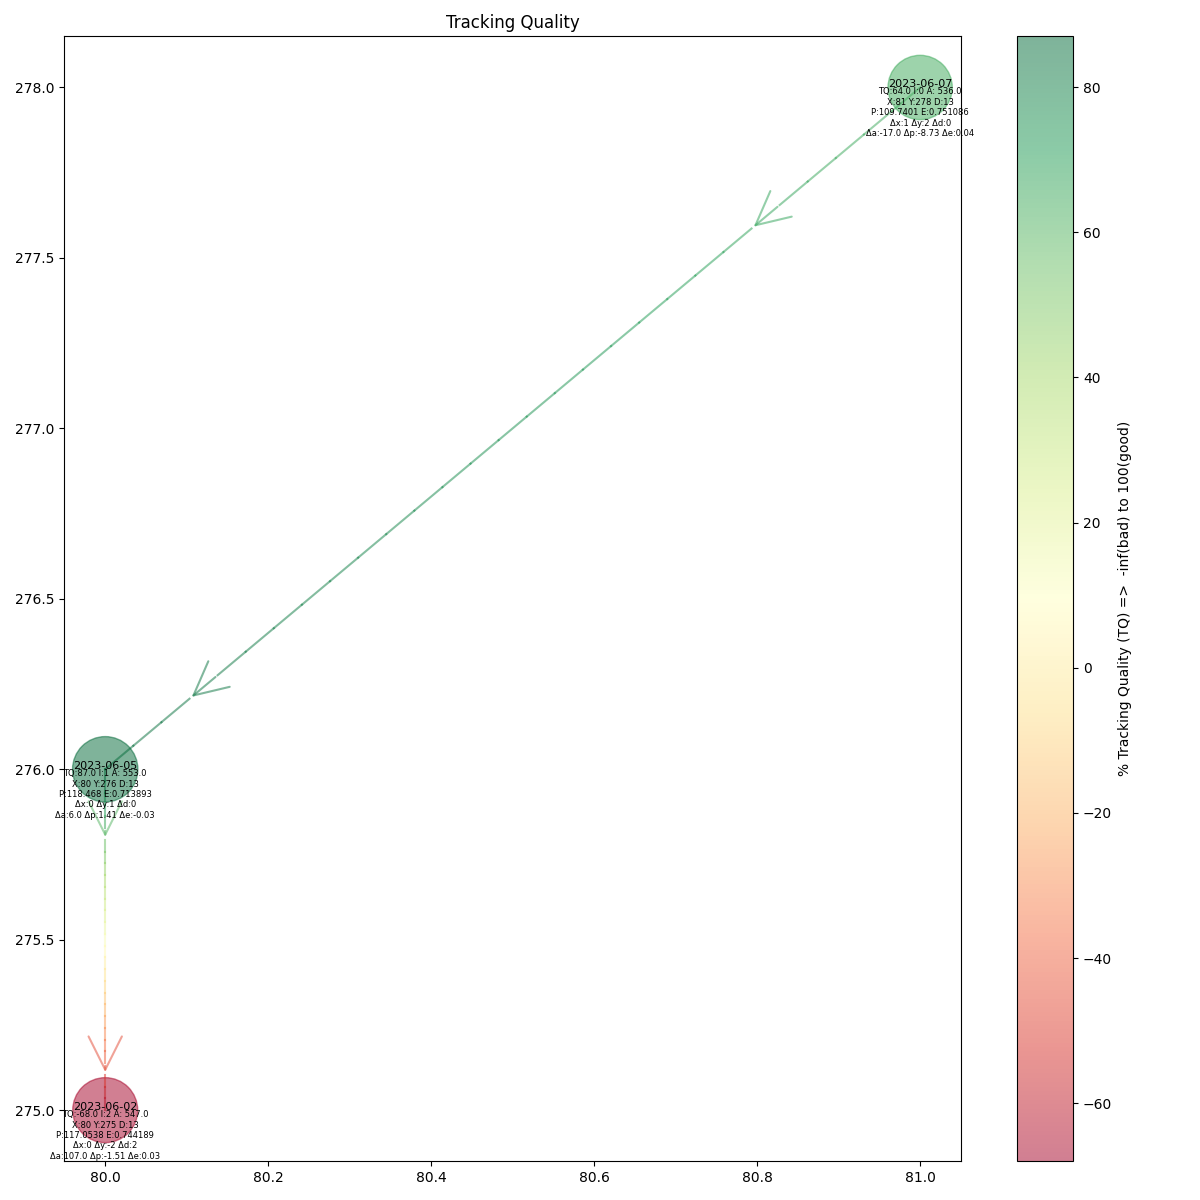 Tracking Quality
278.0
277.5
277.0
276.5
276.0
275.5
275.0
2023-06-07
TQ:64.0 I:0 A: 536.0
X:81 Y:278 D:13
P:109.7401 E:0.751086
Δx:1 Δy:2 Δd:0
Δa:-17.0 Δp:-8.73 Δe:0.04
2023-06-05
TQ:87.0 I:1 A: 553.0
X:80 Y:276 D:13
P:118.468 E:0.713893
Δx:0 Δy:1 Δd:0
Δa:6.0 Δp:1.41 Δe:-0.03
2023-06-02
TQ:-68.0 I:2 A: 547.0
X:80 Y:275 D:13
P:117.0538 E:0.744189
Δx:0 Δy:-2 Δd:2
Δa:107.0 Δp:-1.51 Δe:0.03
80.0 80.2 80.4 80.6 80.8 81.0
80
60
40
20
0
−20
−40
−60
% Tracking Quality (TQ) => -inf(bad) to 100(good)